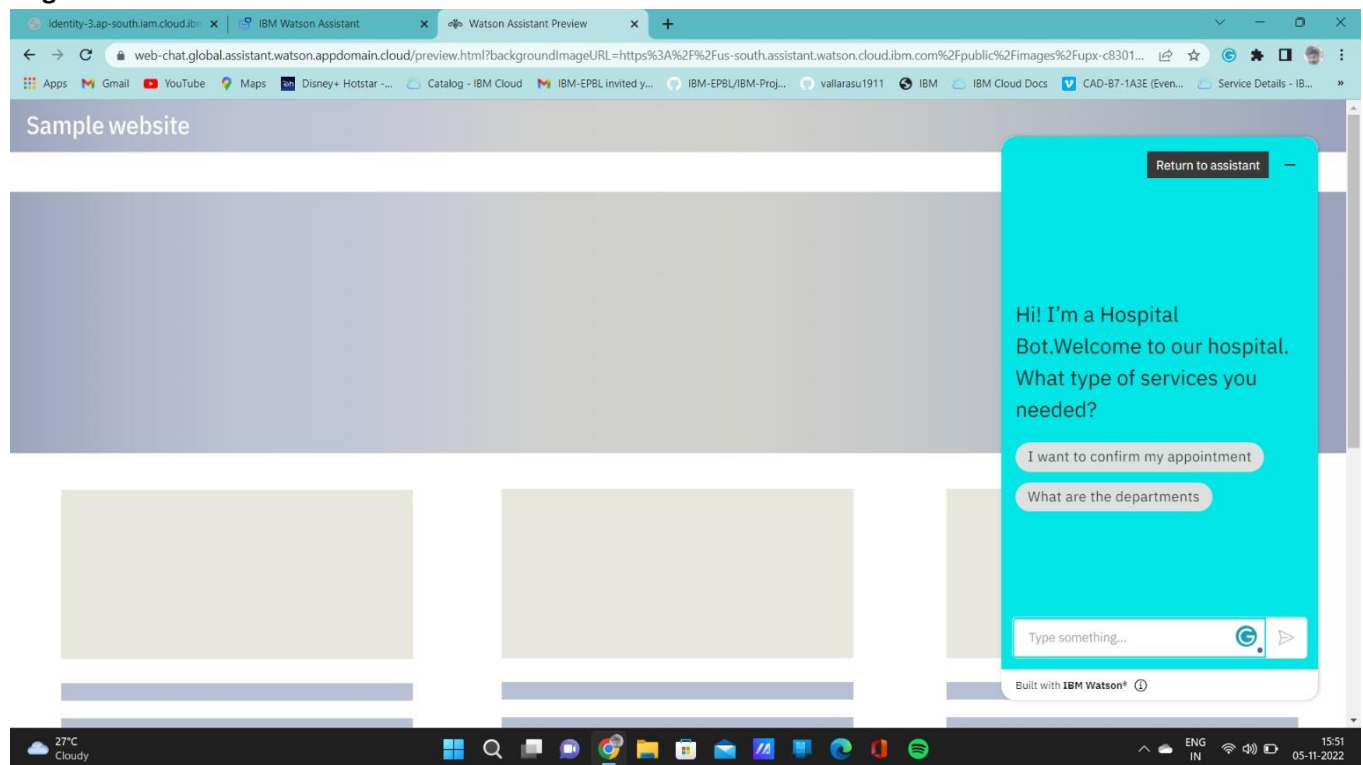 identity-3.ap-south.iam.cloud.ibm
IBM Watson Assistant
Watson Assistant Preview
web-chat.global.assistant.watson.appdomain.cloud/preview.html?backgroundImageURL=https%3A%2F%2Fus-south.assistant.watson.cloud.ibm.com%2Fpublic%2Fimages%2Fupx-c8301...
Apps Gmail YouTube Maps Disney+ Hotstar -... Catalog - IBM Cloud IBM-EPBL invited y... IBM-EPBL/IBM-Proj... vallarasu1911 IBM IBM Cloud Docs CAD-B7-1A3E (Even... Service Details - IB... »
Sample website
Return to assistant
Hi! I'm a Hospital
Bot.Welcome to our hospital.
What type of services you
needed?
I want to confirm my appointment
What are the departments
Type something...
Built with IBM Watson®
27°C
Cloudy
ENG
IN
15:51
05-11-2022